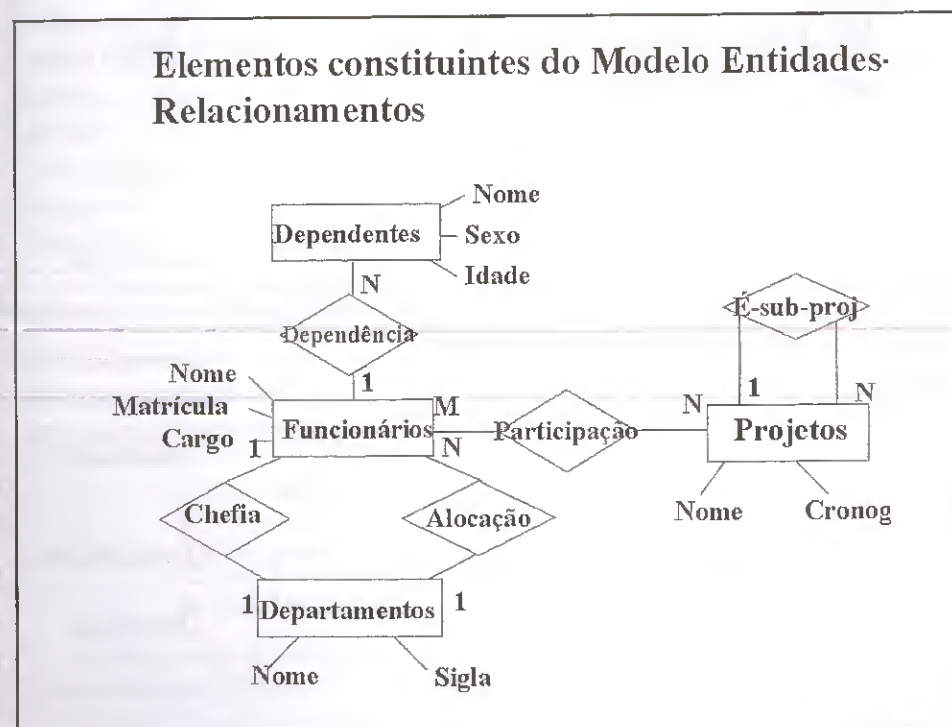 Elementos constituintes do Modelo Entidades-
Relacionamentos
Nome
Dependentes
Sexo
Idade
N
É-sub-proj
Dependência
1
Nome
Matrícula
Cargo
1
Funcionários
M
N
Participação
N
1
N
Projetos
Nome
Cronog
Chefia
Alocação
1
Departamentos
1
Nome
Sigla